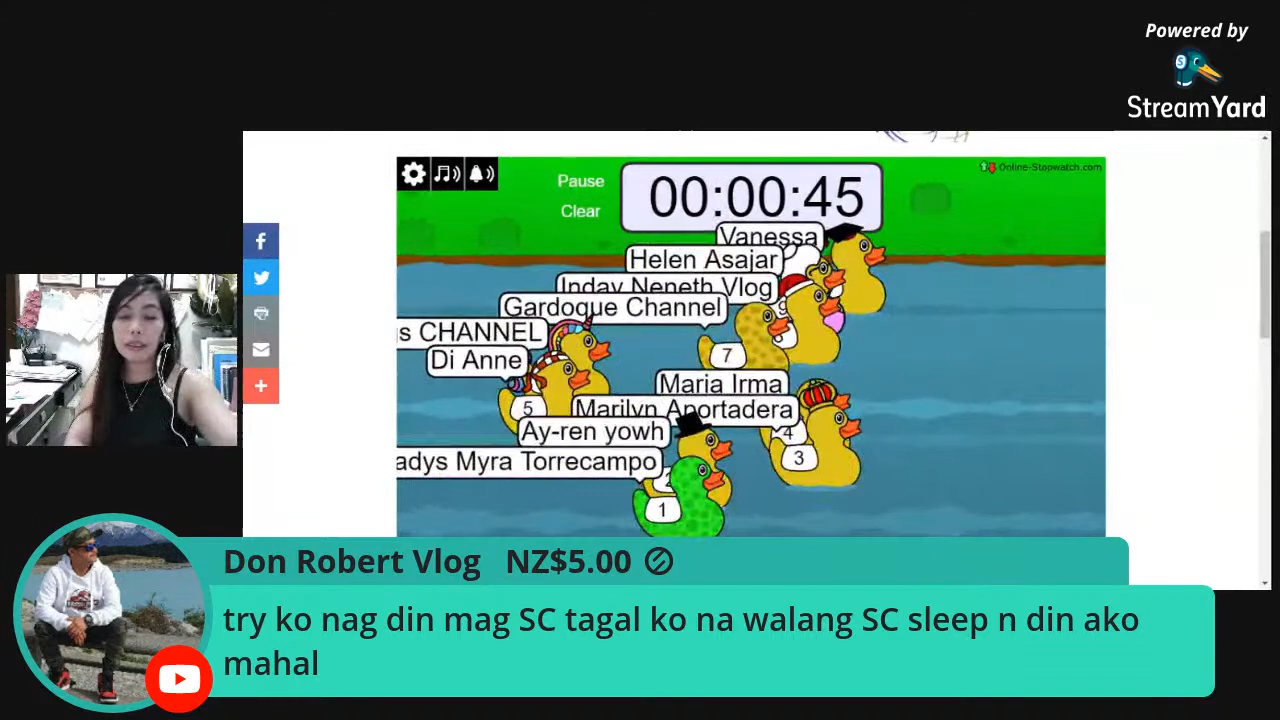 Powered by
StreamYard
Pause
Clear
00:00:45
Online-Stopwatch.com
Vanessa
Helen Asajar
Inday Neneth Vlog
Gardoque Channel
s CHANNEL
Di Anne
7
5
Maria Irma
Marilyn Aportadera
4
3
Ay-ren yowh
adys Myra Torrecampo
1
Don Robert Vlog NZ$5.00
try ko nag din mag SC tagal ko na walang SC sleep n din ako
mahal